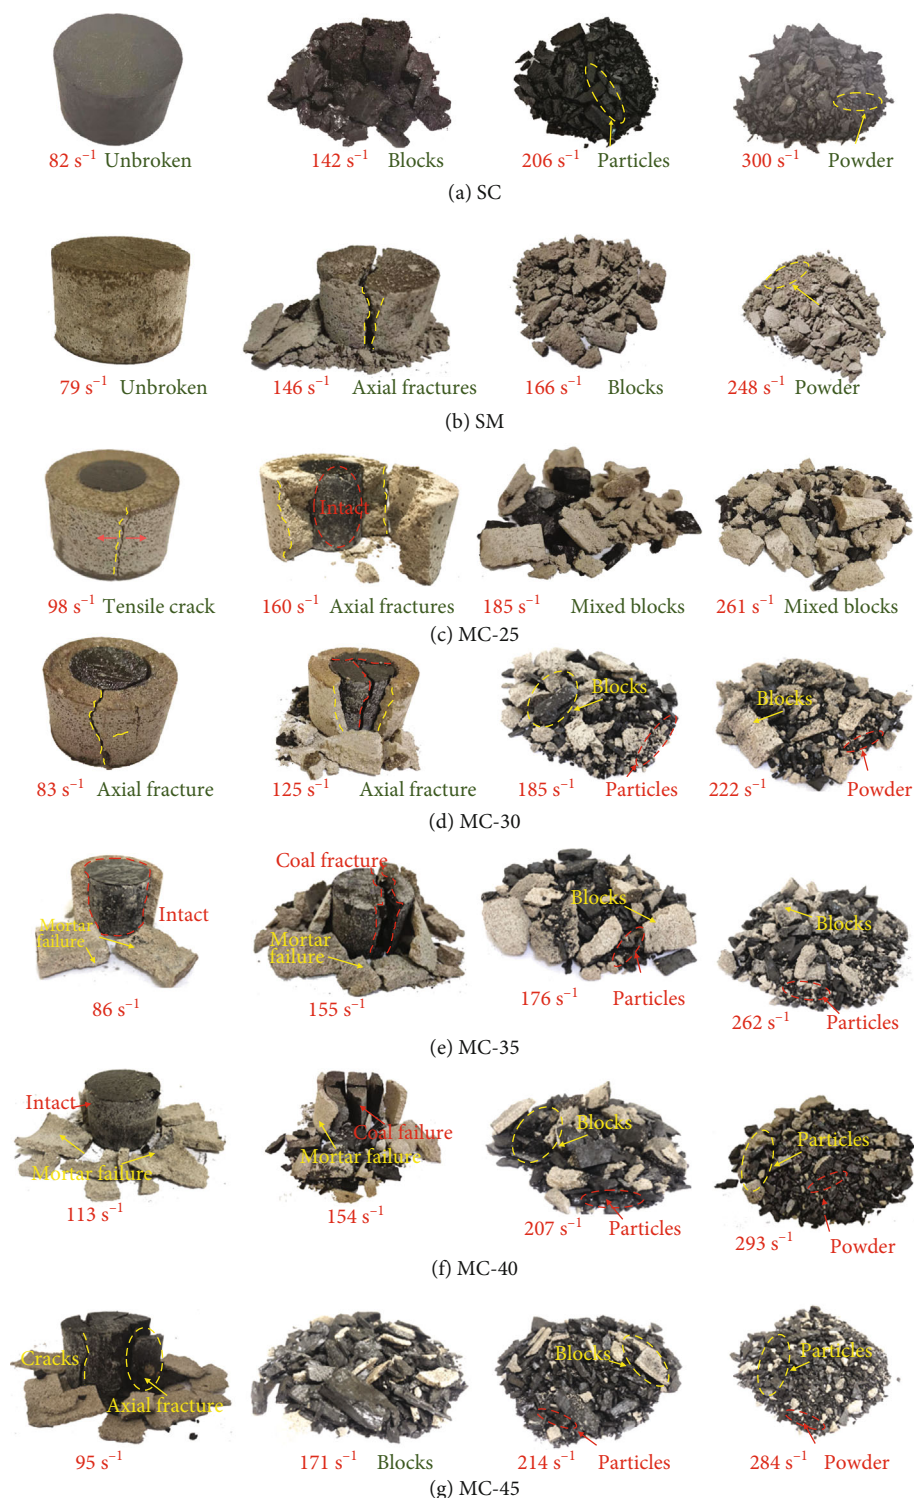 82 s⁻¹ Unbroken
142 s⁻¹ Blocks
206 s⁻¹ Particles
300 s⁻¹ Powder
(a) SC
79 s⁻¹ Unbroken
146 s⁻¹ Axial fractures
166 s⁻¹ Blocks
248 s⁻¹ Powder
(b) SM
Intact
98 s⁻¹ Tensile crack
160 s⁻¹ Axial fractures
185 s⁻¹ Mixed blocks
261 s⁻¹ Mixed blocks
(c) MC-25
Blocks
Blocks
83 s⁻¹ Axial fracture
125 s⁻¹ Axial fracture
185 s⁻¹ Particles
222 s⁻¹ Powder
(d) MC-30
Coal fracture
Intact
Blocks
Blocks
Mortar
failure
Mortar
failure
86 s⁻¹
155 s⁻¹
176 s⁻¹ Particles
262 s⁻¹ Particles
(e) MC-35
Intact
Mortar failure
Coal failure
Mortar failure
Blocks
Particles
113 s⁻¹
154 s⁻¹
207 s⁻¹ Particles
293 s⁻¹ Powder
(f) MC-40
Cracks
Axial fracture
Blocks
Particles
95 s⁻¹
171 s⁻¹ Blocks
214 s⁻¹ Particles
284 s⁻¹ Powder
(g) MC-45